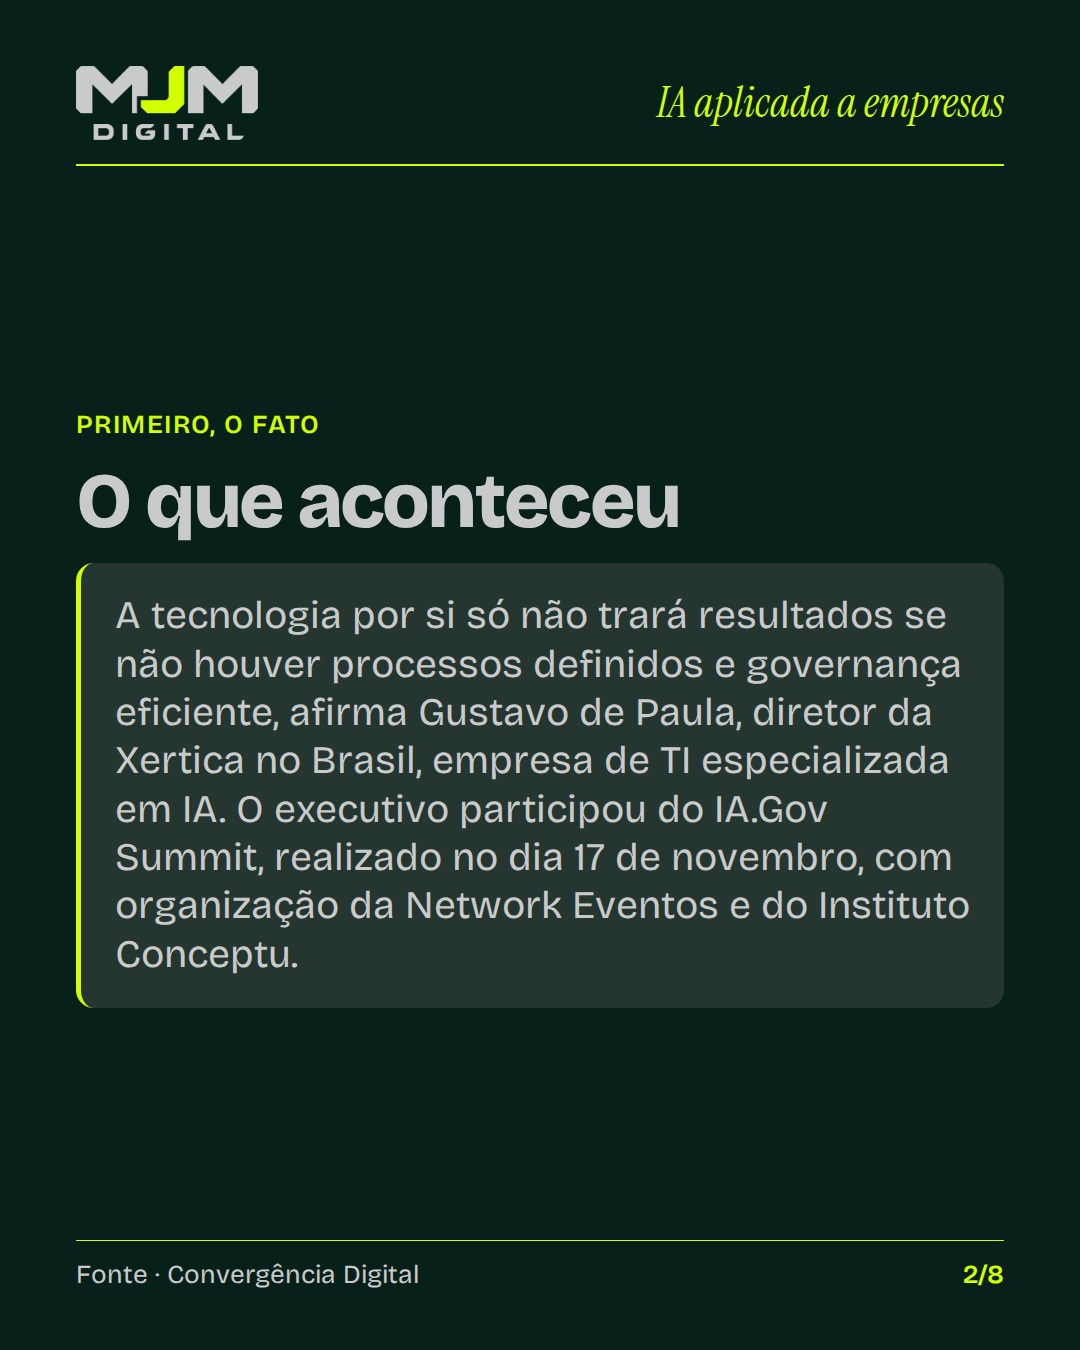 MJM
DIGITAL
IA aplicada a empresas
PRIMEIRO, O FATO
O que aconteceu
A tecnologia por si só não trará resultados se
não houver processos definidos e governança
eficiente, afirma Gustavo de Paula, diretor da
Xertica no Brasil, empresa de TI especializada
em IA. O executivo participou do IA.Gov
Summit, realizado no dia 17 de novembro, com
organização da Network Eventos e do Instituto
Conceptu.
Fonte · Convergência Digital
2/8